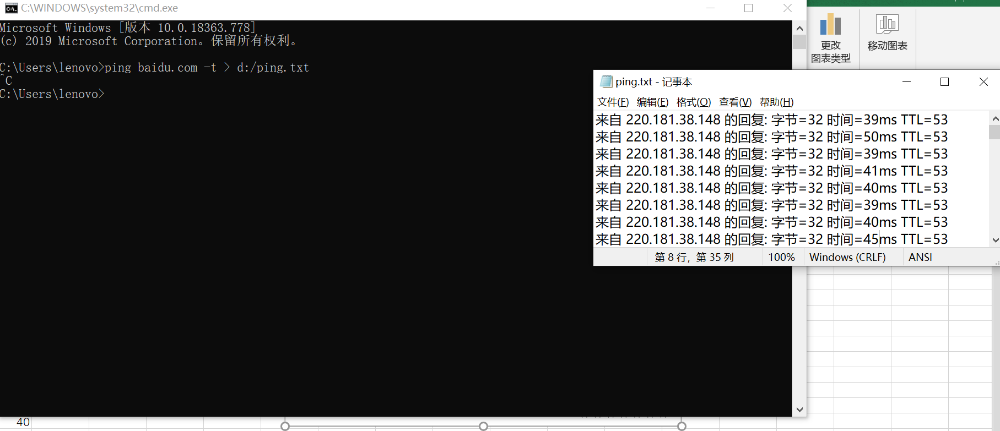 C:\WINDOWS\system32\cmd.exe
Microsoft Windows [版本 10.0.18363.778]
(c) 2019 Microsoft Corporation。保留所有权利。
C:\Users\lenovo>ping baidu.com -t > d:/ping.txt
^C
C:\Users\lenovo>
更改
图表类型
移动图表
ping.txt - 记事本
文件(F) 编辑(E) 格式(O) 查看(V) 帮助(H)
来自 220.181.38.148 的回复: 字节=32 时间=39ms TTL=53
来自 220.181.38.148 的回复: 字节=32 时间=50ms TTL=53
来自 220.181.38.148 的回复: 字节=32 时间=39ms TTL=53
来自 220.181.38.148 的回复: 字节=32 时间=41ms TTL=53
来自 220.181.38.148 的回复: 字节=32 时间=40ms TTL=53
来自 220.181.38.148 的回复: 字节=32 时间=39ms TTL=53
来自 220.181.38.148 的回复: 字节=32 时间=40ms TTL=53
来自 220.181.38.148 的回复: 字节=32 时间=45ms TTL=53
第 8 行，第 35 列 100% Windows (CRLF) ANSI
40